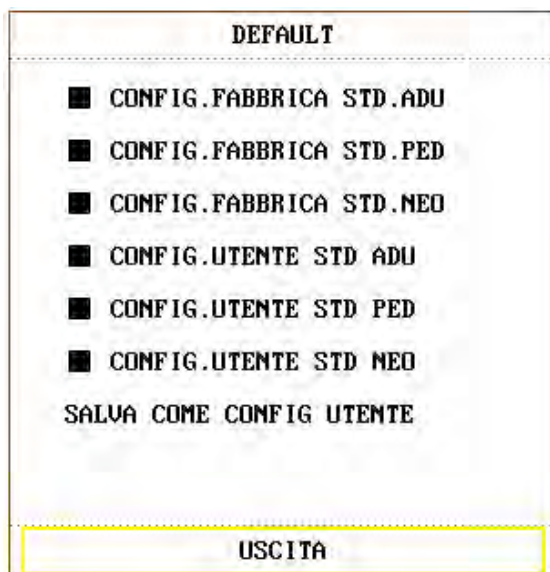 DEFAULT
CONFIG.FABBRICA STD.ADU
CONFIG.FABBRICA STD.PED
CONFIG.FABBRICA STD.NEO
CONFIG.UTENTE STD ADU
CONFIG.UTENTE STD PED
CONFIG.UTENTE STD NEO
SALVA COME CONFIG UTENTE
USCITA